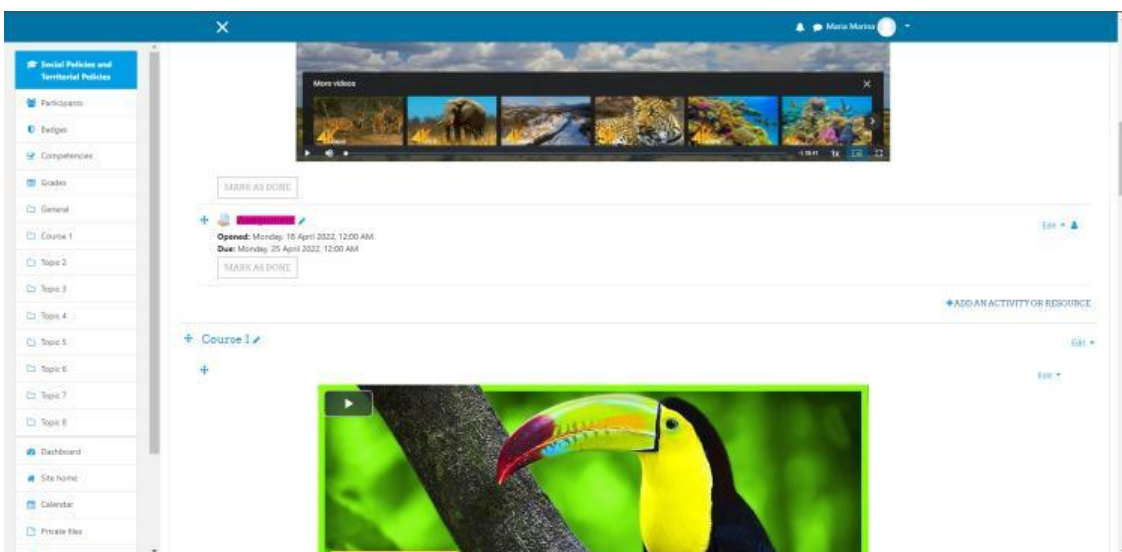 Maria Marina
Social Policies and
Territorial Policies
Participants
Badges
Competencies
Grades
General
Course 1
Topic 2
Topic 3
Topic 4
Topic 5
Topic 6
Topic 7
Topic 8
Dashboard
Site home
Calendar
Private files
More videos
1x
MARK AS DONE
Assignment
Edit
Opened: Monday, 18 April 2022, 12:00 AM
Due: Monday, 25 April 2022, 12:00 AM
MARK AS DONE
ADD AN ACTIVITY OR RESOURCE
Course 1
Edit
Edit